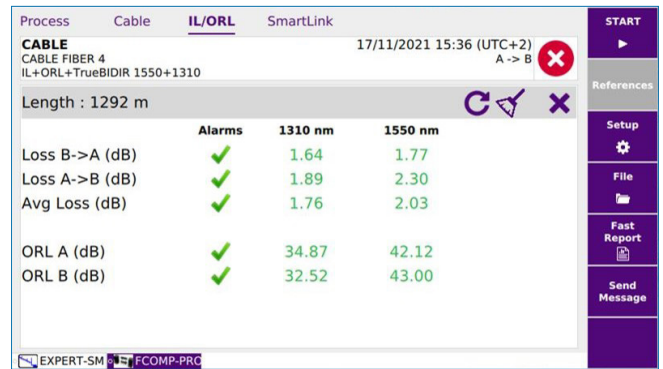 Process Cable IL/ORL SmartLink
CABLE 17/11/2021 15:36 (UTC+2)
CABLE FIBER 4 A -> B
IL+ORL+TrueBIDIR 1550+1310
Length : 1292 m
Alarms 1310 nm 1550 nm
Loss B->A (dB) 1.64 1.77
Loss A->B (dB) 1.89 2.30
Avg Loss (dB) 1.76 2.03
ORL A (dB) 34.87 42.12
ORL B (dB) 32.52 43.00
EXPERT-SM FCOMP-PRO
START
References
Setup
File
Fast
Report
Send
Message